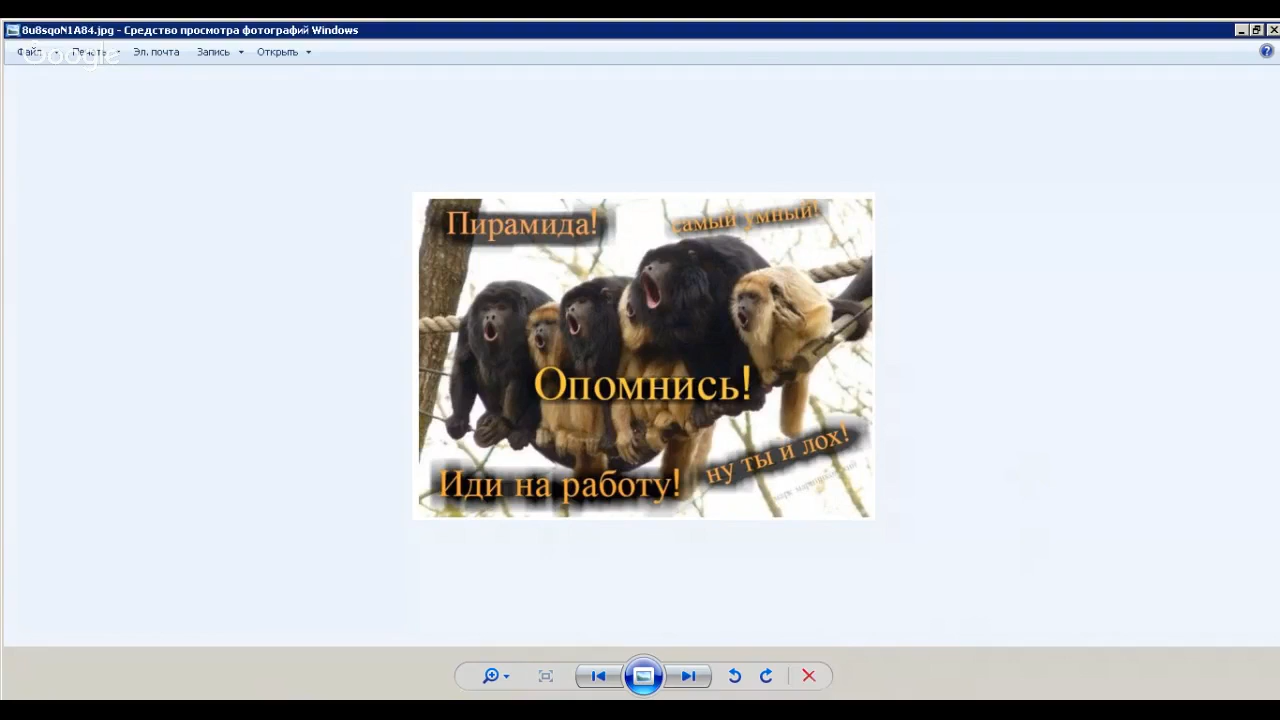 8u8sqoN1A84.jpg - Средство просмотра фотографий Windows
Файл Печать Эл. почта Запись Открыть
Google
Пирамида!
самый умный!
Опомнись!
ну ты и лох!
Иди на работу!